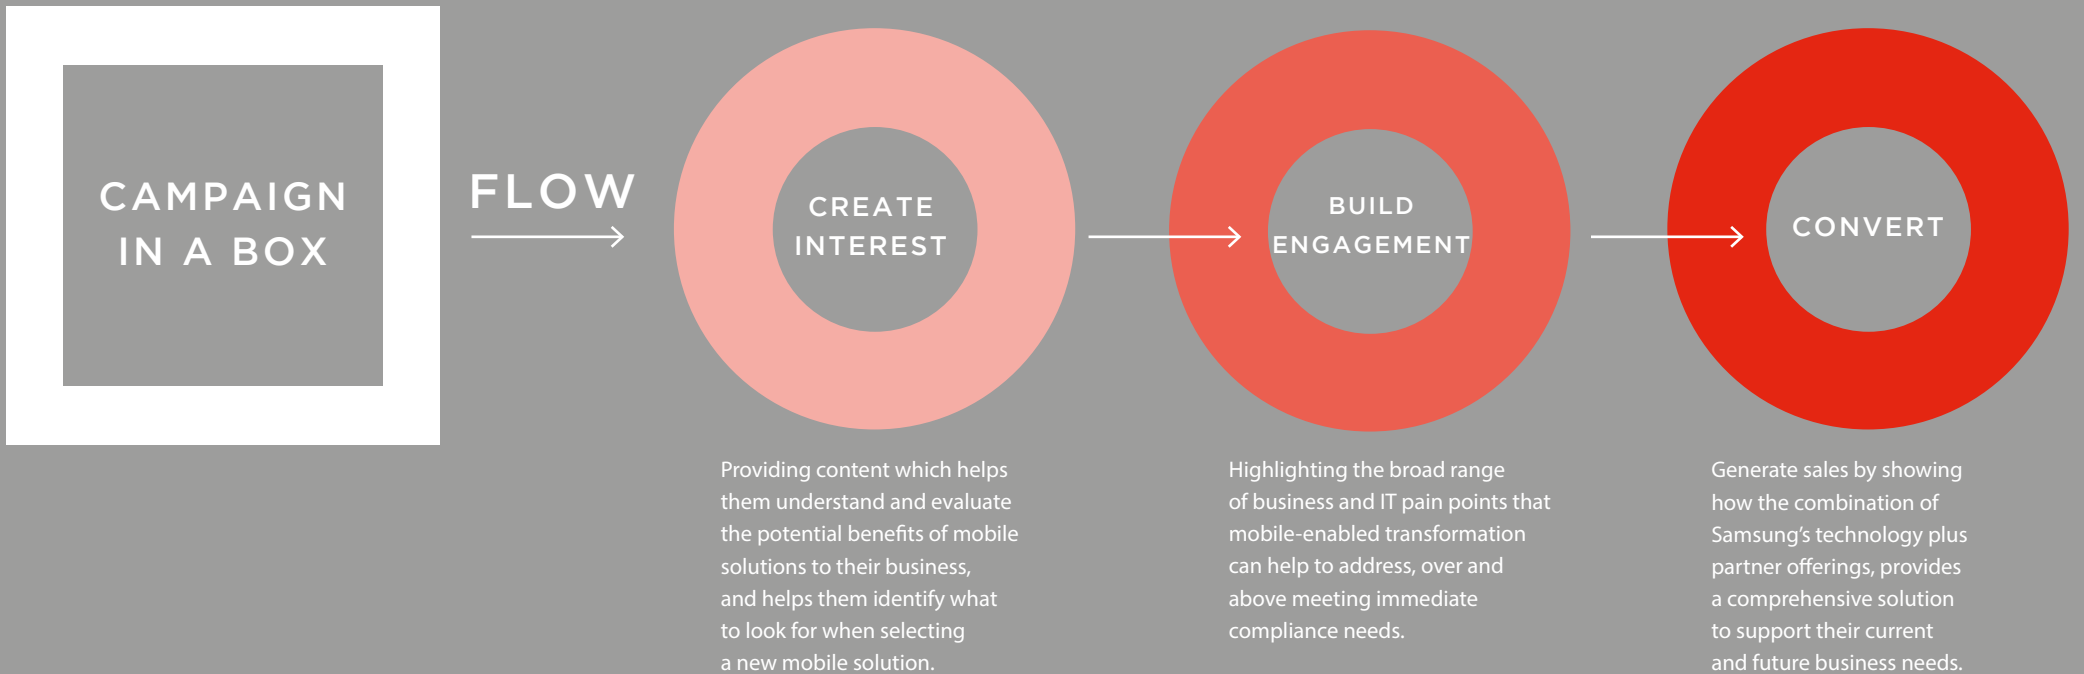 CAMPAIGN
IN A BOX
FLOW
CREATE
INTEREST
BUILD
ENGAGEMENT
CONVERT
Providing content which helps
them understand and evaluate
the potential benefits of mobile
solutions to their business,
and helps them identify what
to look for when selecting
a new mobile solution.
Highlighting the broad range
of business and IT pain points that
mobile-enabled transformation
can help to address, over and
above meeting immediate
compliance needs.
Generate sales by showing
how the combination of
Samsung’s technology plus
partner offerings, provides
a comprehensive solution
to support their current
and future business needs.